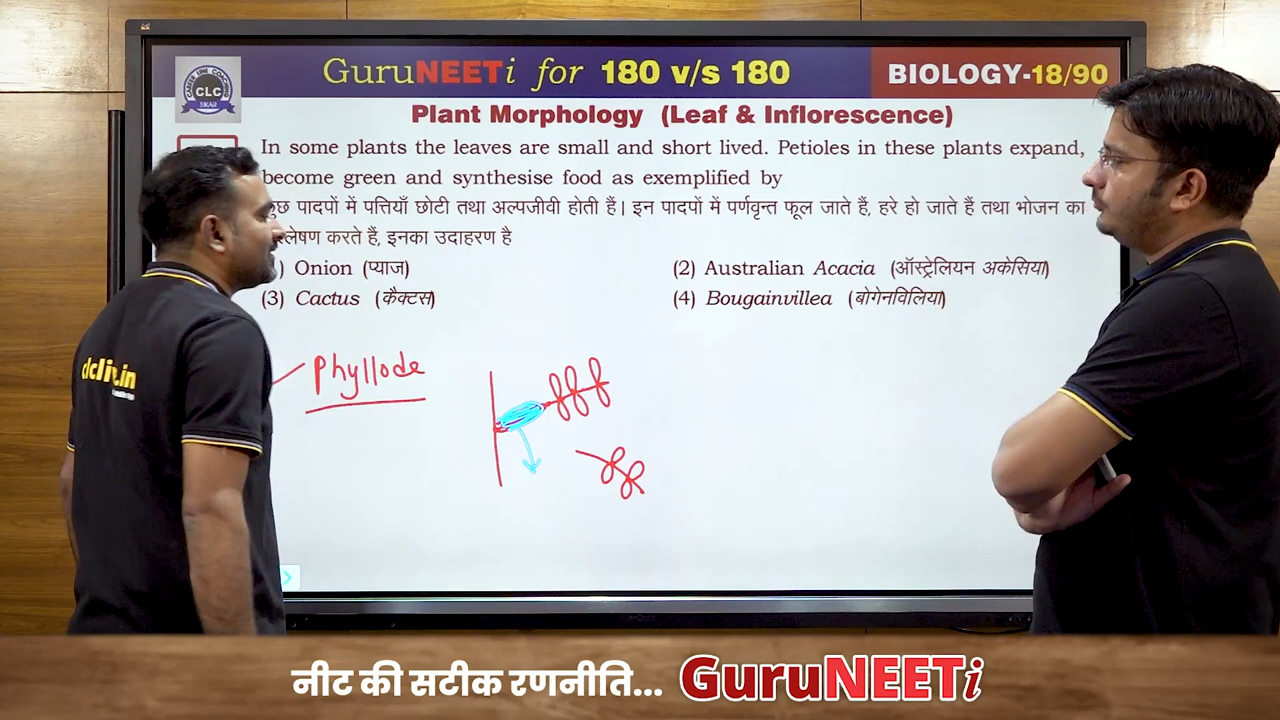 GuruNEETi for 180 v/s 180
BIOLOGY-18/90
CAREER LINE COACHING
CLC
SIKAR
Plant Morphology (Leaf & Inflorescence)
In some plants the leaves are small and short lived. Petioles in these plants expand,
become green and synthesise food as exemplified by
पादपों में पत्तियाँ छोटी तथा अल्पजीवी होती हैं। इन पादपों में पर्णवृन्त फूल जाते हैं, हरे हो जाते हैं तथा भोजन का
करते हैं, इनका उदाहरण है
) Onion (प्याज)
(2) Australian Acacia (ऑस्ट्रेलियन अकेसिया)
(3) Cactus (कैक्टस)
(4) Bougainvillea (बोगेनविलिया)
Phyllode
नीट की सटीक रणनीति... GuruNEETi